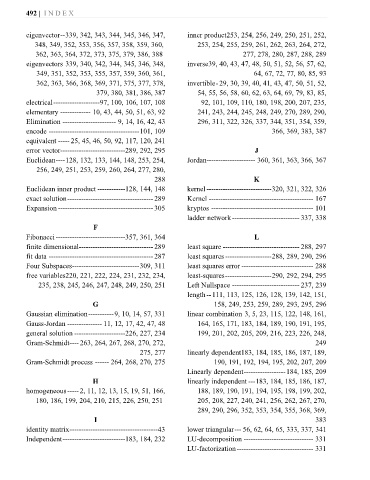 492 | I N D E X
eigenvector--339, 342, 343, 344, 345, 346, 347,
348, 349, 352, 353, 356, 357, 358, 359, 360,
362, 363, 364, 372, 373, 375, 379, 386, 388
eigenvectors 339, 340, 342, 344, 345, 346, 348,
349, 351, 352, 353, 355, 357, 359, 360, 361,
362, 363, 366, 368, 369, 371, 375, 377, 378,
379, 380, 381, 386, 387
electrical--------------------97, 100, 106, 107, 108
elementary ------------- 10, 43, 44, 50, 51, 63, 92
Elimination ----------------------- 9, 14, 16, 42, 43
encode ---------------------------------------101, 109
equivalent ----- 25, 45, 46, 50, 92, 117, 120, 241
error vector----------------------------289, 292, 295
Euclidean----128, 132, 133, 144, 148, 253, 254,
256, 249, 251, 253, 259, 260, 264, 277, 280,
288
Euclidean inner product ------------128, 144, 148
exact solution------------------------------------- 289
Expansion -----------------------------------------305
F
Fibonacci ------------------------------357, 361, 364
finite dimensional-------------------------------- 289
fit data --------------------------------------------- 287
Four Subspaces-----------------------------309, 311
free variables220, 221, 222, 224, 231, 232, 234,
235, 238, 245, 246, 247, 248, 249, 250, 251
G
Gaussian elimination-----------9, 10, 14, 57, 331
Gauss-Jordan --------------- 11, 12, 17, 42, 47, 48
general solution ----------------------226, 227, 234
Gram-Schmidt---- 263, 264, 267, 268, 270, 272,
275, 277
Gram-Schmidt process ------ 264, 268, 270, 275
H
homogeneous ----- 2, 11, 12, 13, 15, 19, 51, 166,
180, 186, 199, 204, 210, 215, 226, 250, 251
I
identity matrix--------------------------------------43
Independent---------------------------183, 184, 232
inner product253, 254, 256, 249, 250, 251, 252,
253, 254, 255, 259, 261, 262, 263, 264, 272,
277, 278, 280, 287, 288, 289
inverse39, 40, 43, 47, 48, 50, 51, 52, 56, 57, 62,
64, 67, 72, 77, 80, 85, 93
invertible- 29, 30, 39, 40, 41, 43, 47, 50, 51, 52,
54, 55, 56, 58, 60, 62, 63, 64, 69, 79, 83, 85,
92, 101, 109, 110, 180, 198, 200, 207, 235,
241, 243, 244, 245, 248, 249, 270, 289, 290,
296, 311, 322, 326, 337, 344, 351, 354, 359,
366, 369, 383, 387
J
Jordan--------------------- 360, 361, 363, 366, 367
K
kernel ---------------------------320, 321, 322, 326
Kernel --------------------------------------------- 167
kryptos -------------------------------------------- 101
ladder network ----------------------------- 337, 338
L
least square --------------------------------- 288, 297
least squares --------------------288, 289, 290, 296
least squares error ------------------------------- 288
least-squares--------------------290, 292, 294, 295
Left Nullspace ----------------------------- 237, 239
length -- 111, 113, 125, 126, 128, 139, 142, 151,
158, 249, 253, 259, 289, 293, 295, 296
linear combination 3, 5, 23, 115, 122, 148, 161,
164, 165, 171, 183, 184, 189, 190, 191, 195,
199, 201, 202, 205, 209, 216, 223, 226, 248,
249
linearly dependent183, 184, 185, 186, 187, 189,
190, 191, 192, 194, 195, 202, 207, 209
Linearly dependent------------------184, 185, 209
linearly independent ---183, 184, 185, 186, 187,
188, 189, 190, 191, 194, 195, 198, 199, 202,
205, 208, 227, 240, 241, 256, 262, 267, 270,
289, 290, 296, 352, 353, 354, 355, 368, 369,
383
lower triangular--- 56, 62, 64, 65, 333, 337, 341
LU-decomposition ------------------------------ 331
LU-factorization --------------------------------- 331